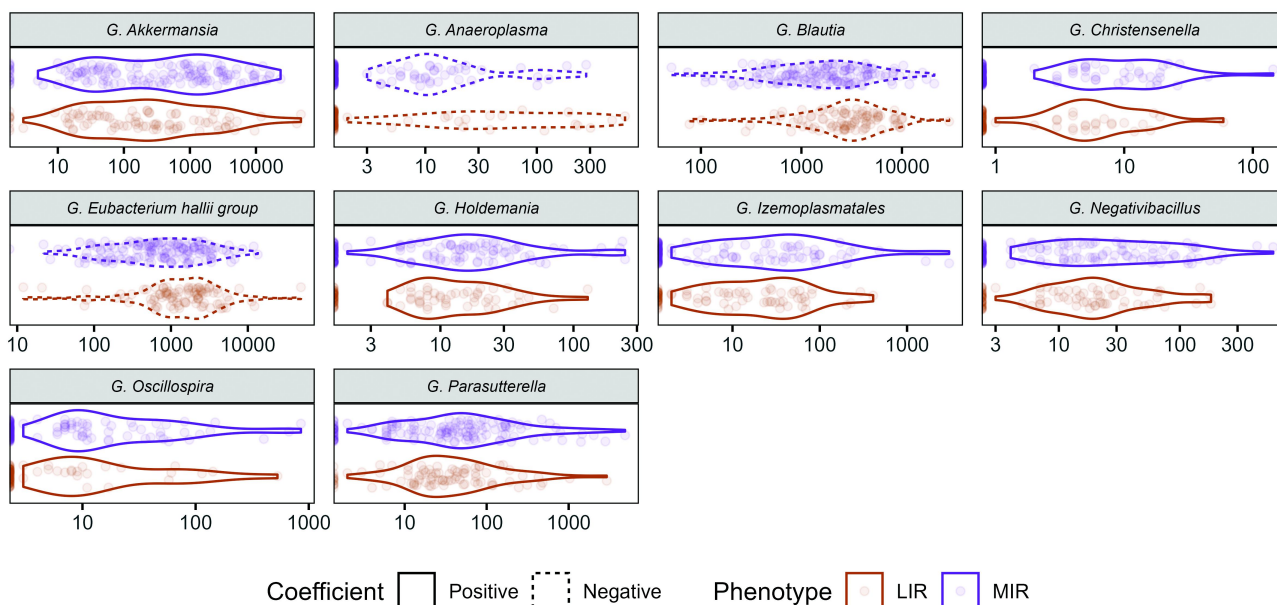 G. Akkermansia
G. Anaeroplasma
G. Blautia
G. Christensenella
10 100 1000 10000
3 10 30 100 300
100 1000 10000
1 10 100
G. Eubacterium hallii group
G. Holdemania
G. Izemoplasmatales
G. Negativibacillus
10 100 1000 10000
3 10 30 100 300
10 100 1000
3 10 30 100 300
G. Oscillospira
G. Parasutterella
10 100 1000
10 100 1000
Coefficient Positive Negative Phenotype LIR MIR